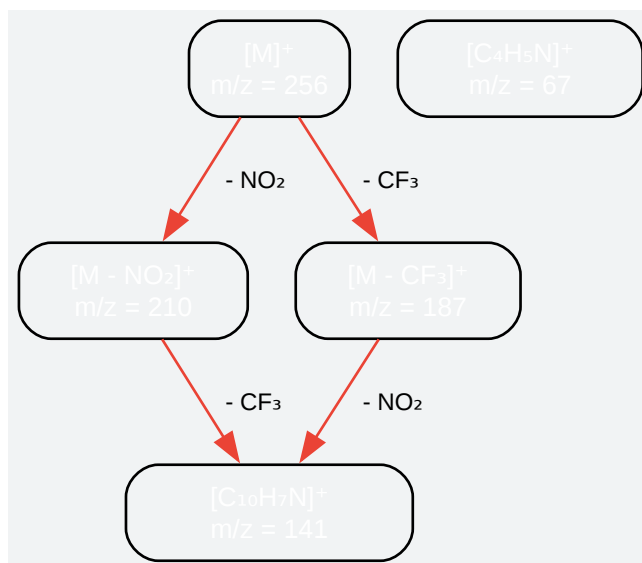 [M]⁺
m/z = 256
[C₄H₅N]⁺
m/z = 67
- NO₂
- CF₃
[M - NO₂]⁺
m/z = 210
[M - CF₃]⁺
m/z = 187
- CF₃
- NO₂
[C₁₀H₇N]⁺
m/z = 141